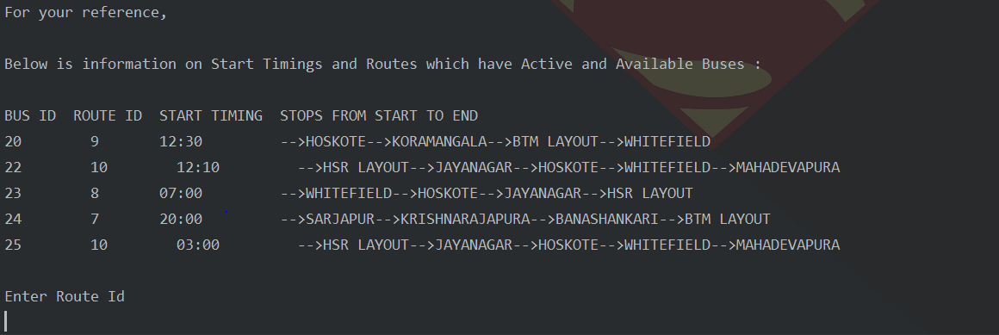 For your reference,
Below is information on Start Timings and Routes which have Active and Available Buses :
BUS ID  ROUTE ID  START TIMING  STOPS FROM START TO END
20        9       12:30         -->HOSKOTE-->KORAMANGALA-->BTM LAYOUT-->WHITEFIELD
22        10        12:10         -->HSR LAYOUT-->JAYANAGAR-->HOSKOTE-->WHITEFIELD-->MAHADEVAPURA
23        8       07:00         -->WHITEFIELD-->HOSKOTE-->JAYANAGAR-->HSR LAYOUT
24        7       20:00         -->SARJAPUR-->KRISHNARAJAPURA-->BANASHANKARI-->BTM LAYOUT
25        10        03:00         -->HSR LAYOUT-->JAYANAGAR-->HOSKOTE-->WHITEFIELD-->MAHADEVAPURA
Enter Route Id